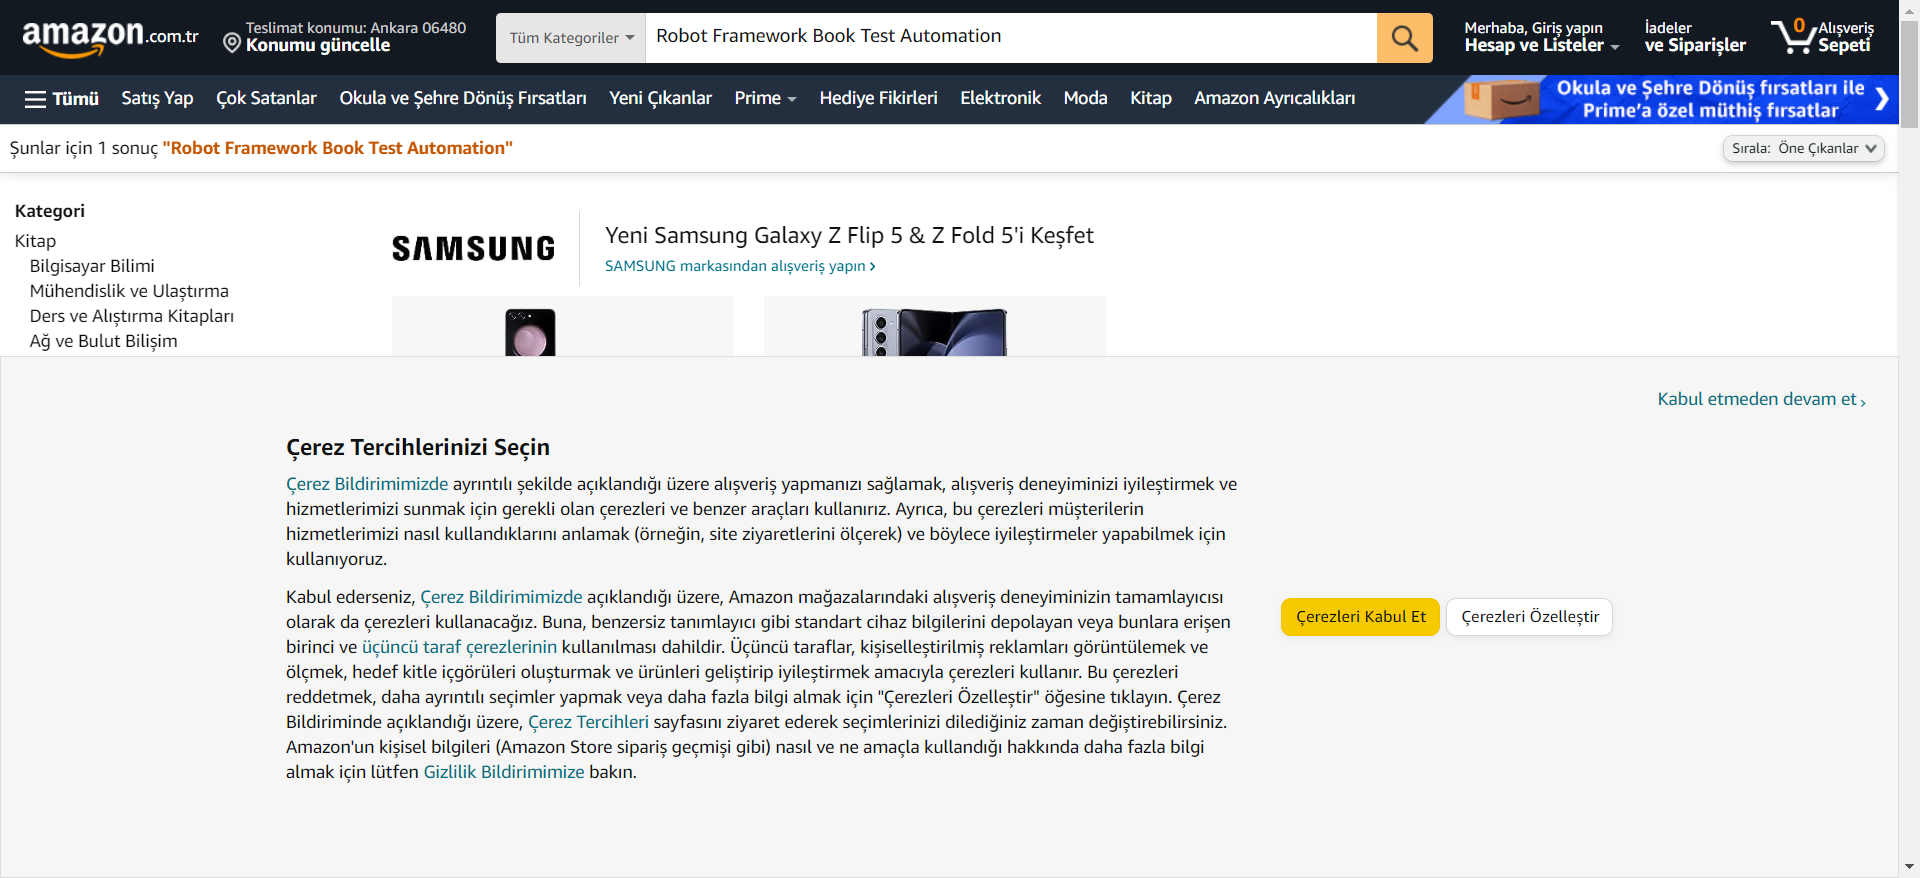 amazon.com.tr
Teslimat konumu: Ankara 06480
Konumu güncelle
Tüm Kategoriler
Robot Framework Book Test Automation
Merhaba, Giriş yapın
Hesap ve Listeler
İadeler
ve Siparişler
0
Alışveriş
Sepeti
Tümü
Satış Yap
Çok Satanlar
Okula ve Şehre Dönüş Fırsatları
Yeni Çıkanlar
Prime
Hediye Fikirleri
Elektronik
Moda
Kitap
Amazon Ayrıcalıkları
Okula ve Şehre Dönüş fırsatları ile
Prime'a özel müthiş fırsatlar
Şunlar için 1 sonuç "Robot Framework Book Test Automation"
Sırala: Öne Çıkanlar
Kategori
Kitap
Bilgisayar Bilimi
Mühendislik ve Ulaştırma
Ders ve Alıştırma Kitapları
Ağ ve Bulut Bilişim
SAMSUNG
Yeni Samsung Galaxy Z Flip 5 & Z Fold 5'i Keşfet
SAMSUNG markasından alışveriş yapın ›
Kabul etmeden devam et ›
Çerez Tercihlerinizi Seçin
Çerez Bildirimimizde ayrıntılı şekilde açıklandığı üzere alışveriş yapmanızı sağlamak, alışveriş deneyiminizi iyileştirmek ve
hizmetlerimizi sunmak için gerekli olan çerezleri ve benzer araçları kullanırız. Ayrıca, bu çerezleri müşterilerin
hizmetlerimizi nasıl kullandıklarını anlamak (örneğin, site ziyaretlerini ölçerek) ve böylece iyileştirmeler yapabilmek için
kullanıyoruz.
Kabul ederseniz, Çerez Bildirimimizde açıklandığı üzere, Amazon mağazalarındaki alışveriş deneyiminizin tamamlayıcısı
olarak da çerezleri kullanacağız. Buna, benzersiz tanımlayıcı gibi standart cihaz bilgilerini depolayan veya bunlara erişen
birinci ve üçüncü taraf çerezlerinin kullanılması dahildir. Üçüncü taraflar, kişiselleştirilmiş reklamları görüntülemek ve
ölçmek, hedef kitle içgörüleri oluşturmak ve ürünleri geliştirip iyileştirmek amacıyla çerezleri kullanır. Bu çerezleri
reddetmek, daha ayrıntılı seçimler yapmak veya daha fazla bilgi almak için "Çerezleri Özelleştir" öğesine tıklayın. Çerez
Bildiriminde açıklandığı üzere, Çerez Tercihleri sayfasını ziyaret ederek seçimlerinizi dilediğiniz zaman değiştirebilirsiniz.
Amazon'un kişisel bilgileri (Amazon Store sipariş geçmişi gibi) nasıl ve ne amaçla kullandığı hakkında daha fazla bilgi
almak için lütfen Gizlilik Bildirimimize bakın.
Çerezleri Kabul Et
Çerezleri Özelleştir